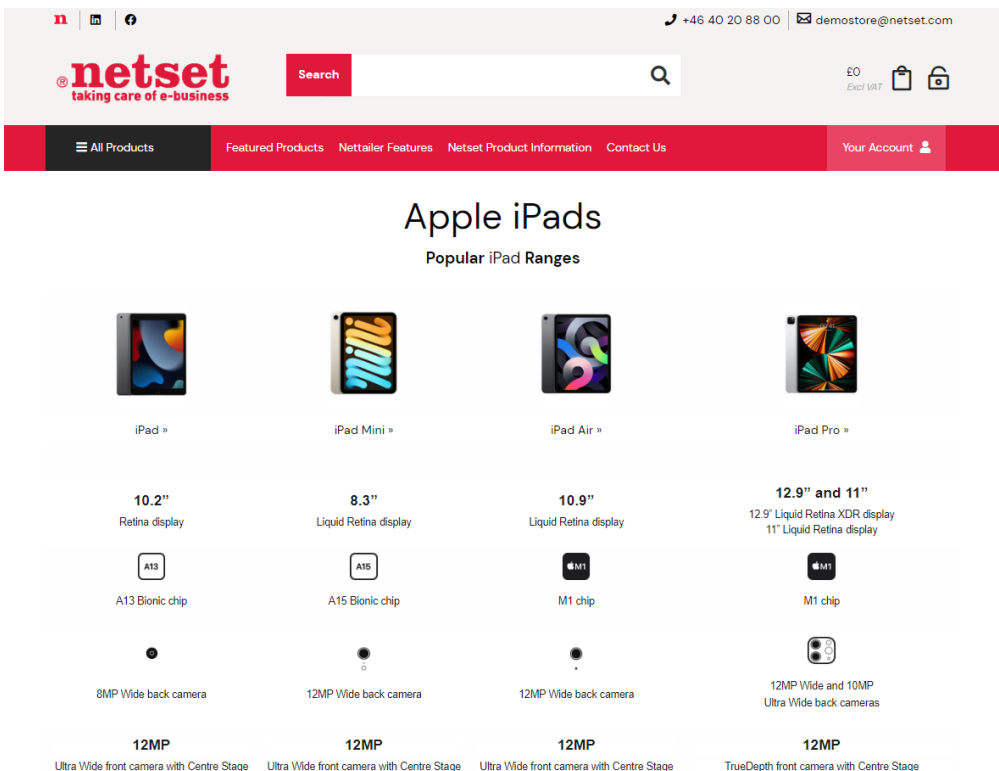 n
in
+46 40 20 88 00
demostore@netset.com
® netset
taking care of e-business
Search
£0
Excl VAT
All Products
Featured Products
Nettailer Features
Netset Product Information
Contact Us
Your Account
Apple iPads
Popular iPad Ranges
iPad »
iPad Mini »
iPad Air »
iPad Pro »
10.2”
Retina display
8.3”
Liquid Retina display
10.9”
Liquid Retina display
12.9” and 11”
12.9” Liquid Retina XDR display
11” Liquid Retina display
A13
A13 Bionic chip
A15
A15 Bionic chip
M1
M1 chip
M1
M1 chip
8MP Wide back camera
12MP Wide back camera
12MP Wide back camera
12MP Wide and 10MP
Ultra Wide back cameras
12MP
Ultra Wide front camera with Centre Stage
12MP
Ultra Wide front camera with Centre Stage
12MP
Ultra Wide front camera with Centre Stage
12MP
TrueDepth front camera with Centre Stage